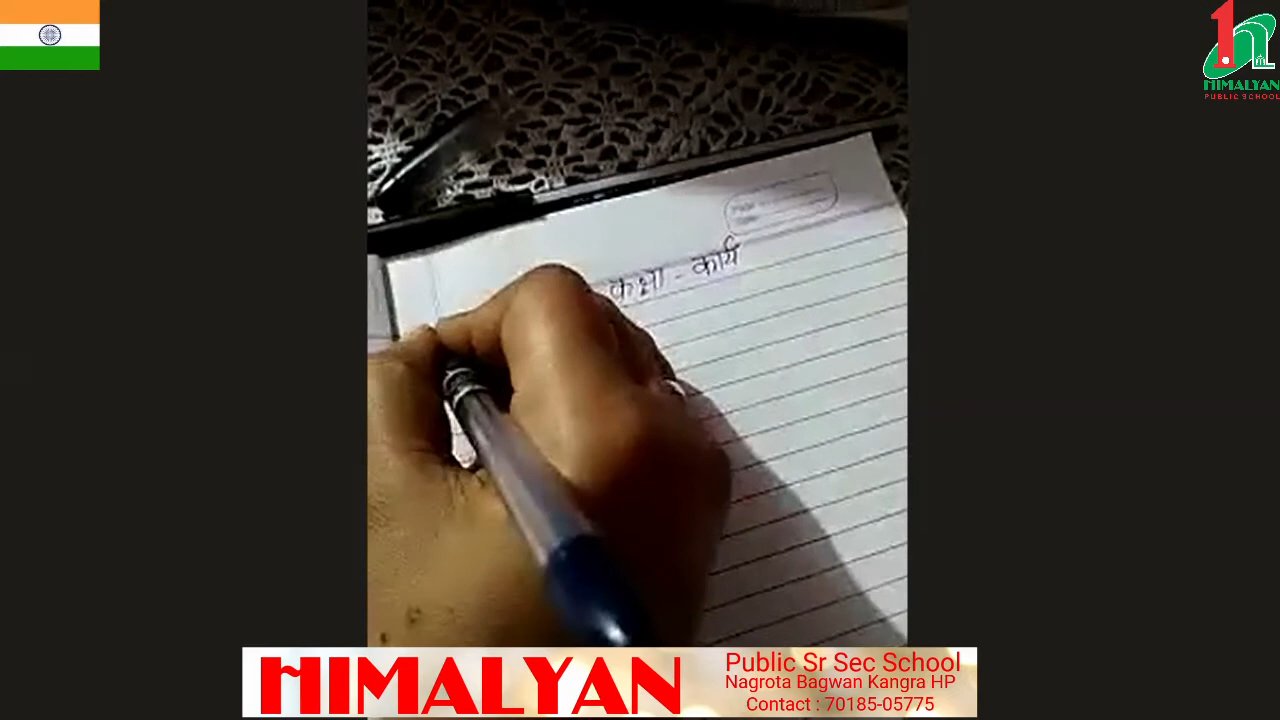 HIMALYAN
PUBLIC SCHOOL
कक्षा - कार्य
HIMALYAN
Public Sr Sec School
Nagrota Bagwan Kangra HP
Contact : 70185-05775